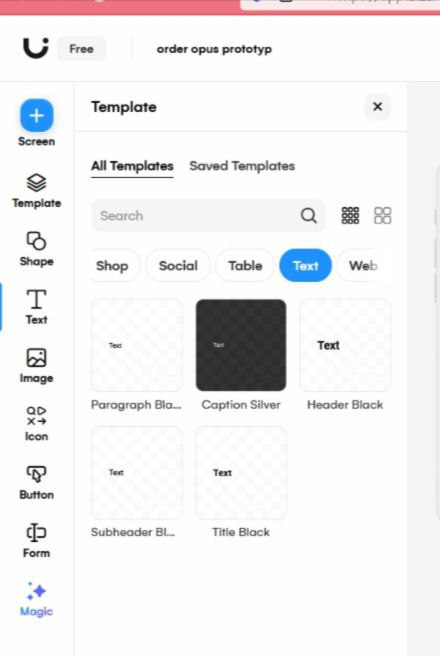 Free
order opus prototyp
Screen
Template
Shape
Text
Image
Icon
Button
Form
Magic
Template
All Templates Saved Templates
Search
Shop Social Table Text Web
Text Text Text
Paragraph Bla... Caption Silver Header Black
Text Text
Subheader Bl... Title Black